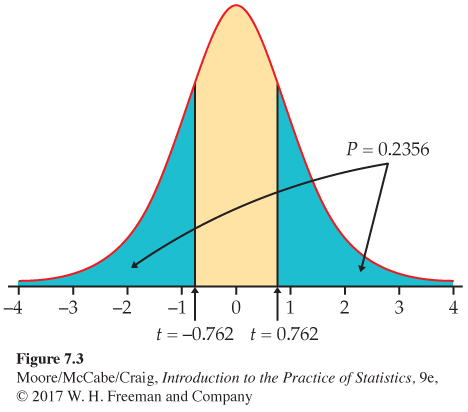 P = 0.2356
–4 –3 –2 –1 0 1 2 3 4
t = –0.762 t = 0.762
Figure 7.3
Moore/McCabe/Craig, Introduction to the Practice of Statistics, 9e,
© 2017 W. H. Freeman and Company